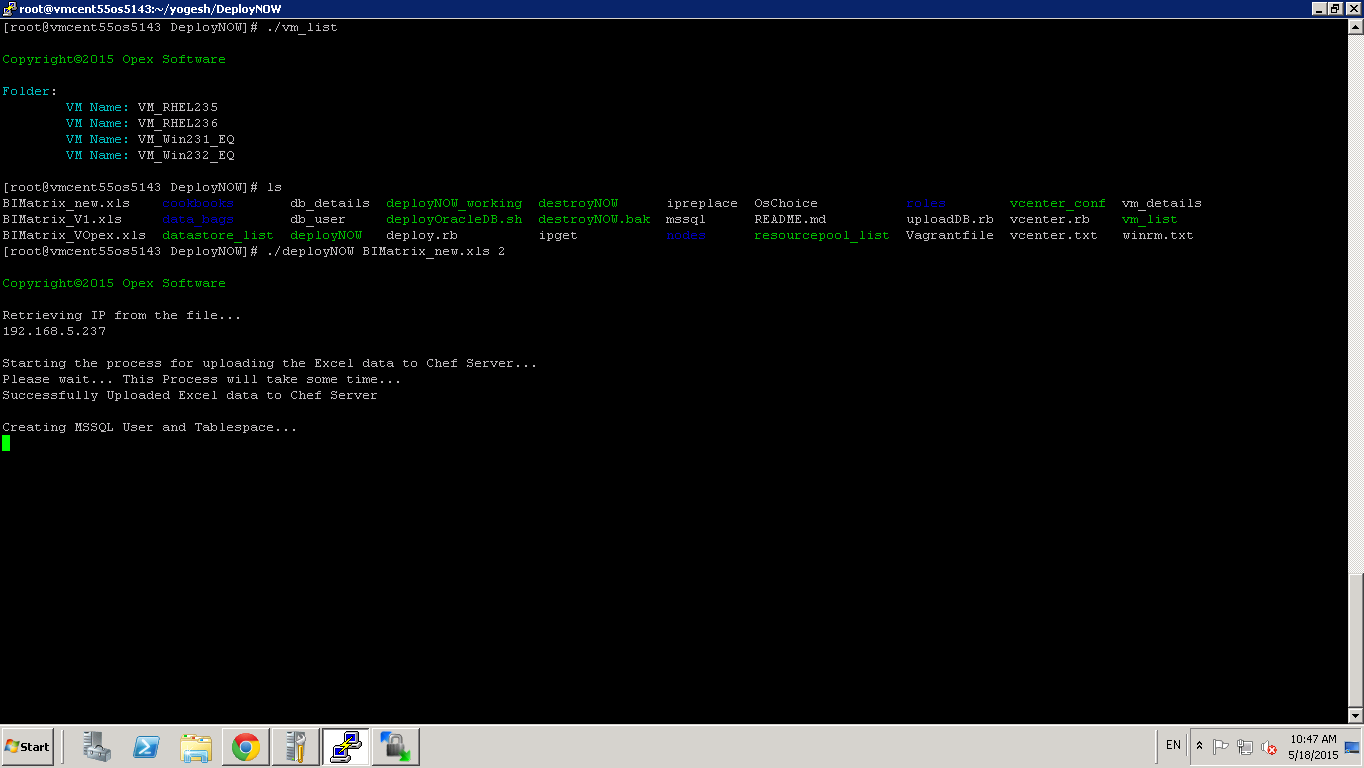 root@vmcent55os5143:~/yogesh/DeployNOW
[root@vmcent55os5143 DeployNOW]# ./vm_list
Copyright©2015 Opex Software
Folder:
VM Name: VM_RHEL235
VM Name: VM_RHEL236
VM Name: VM_Win231_EQ
VM Name: VM_Win232_EQ
[root@vmcent55os5143 DeployNOW]# ls
BIMatrix_new.xls cookbooks db_details deployNOW_working destroyNOW ipreplace OsChoice roles vcenter_conf vm_details
BIMatrix_V1.xls data_bags db_user deployOracleDB.sh destroyNOW.bak mssql README.md uploadDB.rb vcenter.rb vm_list
BIMatrix_VOpex.xls datastore_list deployNOW deploy.rb ipget nodes resourcepool_list Vagrantfile vcenter.txt winrm.txt
[root@vmcent55os5143 DeployNOW]# ./deployNOW BIMatrix_new.xls 2
Copyright©2015 Opex Software
Retrieving IP from the file...
192.168.5.237
Starting the process for uploading the Excel data to Chef Server...
Please wait... This Process will take some time...
Successfully Uploaded Excel data to Chef Server
Creating MSSQL User and Tablespace...
Start
EN
10:47 AM
5/18/2015